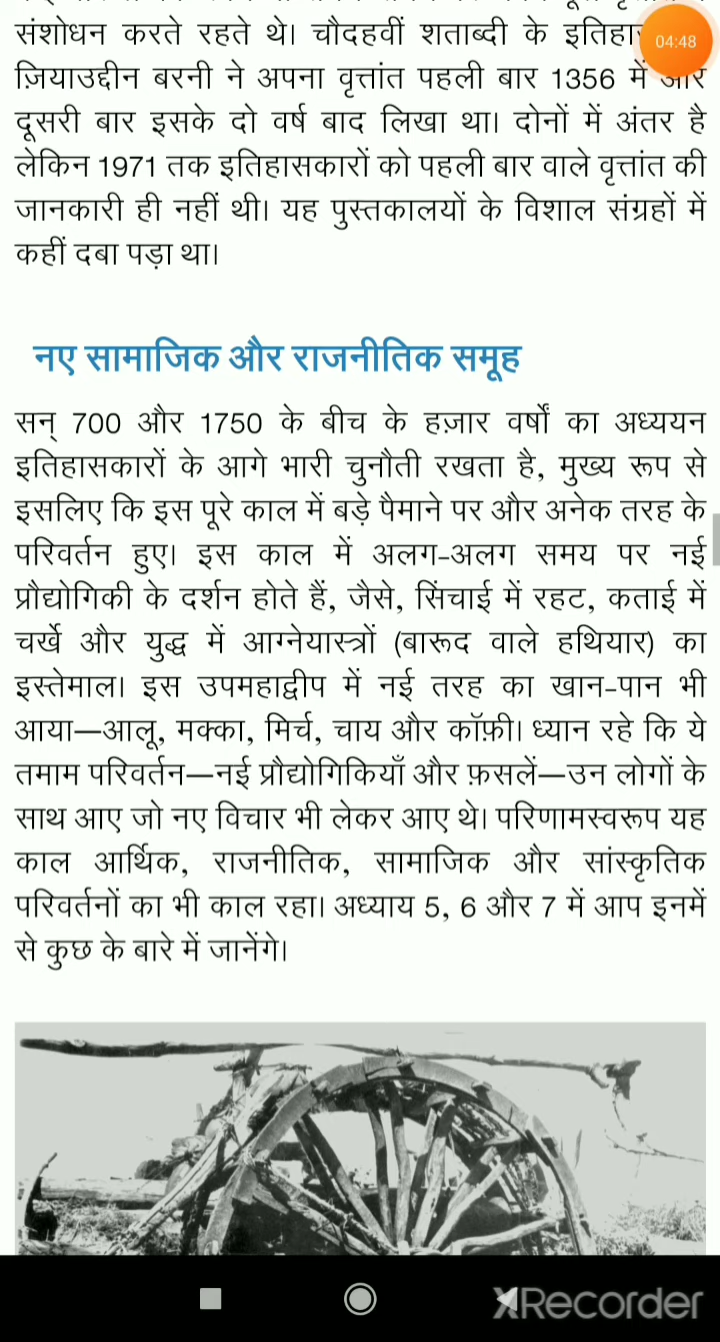 संशोधन करते रहते थे। चौदहवीं शताब्दी के
04:48
ज़ियाउद्दीन बरनी ने अपना वृत्तांत पहली बार 1356 में और
दूसरी बार इसके दो वर्ष बाद लिखा था। दोनों में अंतर है
लेकिन 1971 तक इतिहासकारों को पहली बार वाले वृत्तांत की
जानकारी ही नहीं थी। यह पुस्तकालयों के विशाल संग्रहों में
कहीं दबा पड़ा था।
नए सामाजिक और राजनीतिक समूह
सन् 700 और 1750 के बीच के हज़ार वर्षों का अध्ययन
इतिहासकारों के आगे भारी चुनौती रखता है, मुख्य रूप से
इसलिए कि इस पूरे काल में बड़े पैमाने पर और अनेक तरह के
परिवर्तन हुए। इस काल में अलग-अलग समय पर नई
प्रौद्योगिकी के दर्शन होते हैं, जैसे, सिंचाई में रहट, कताई में
चर्खे और युद्ध में आग्नेयास्त्रों (बारूद वाले हथियार) का
इस्तेमाल। इस उपमहाद्वीप में नई तरह का खान-पान भी
आया—आलू, मक्का, मिर्च, चाय और कॉफ़ी। ध्यान रहे कि ये
तमाम परिवर्तन—नई प्रौद्योगिकियाँ और फ़सलें—उन लोगों के
साथ आए जो नए विचार भी लेकर आए थे। परिणामस्वरूप यह
काल आर्थिक, राजनीतिक, सामाजिक और सांस्कृतिक
परिवर्तनों का भी काल रहा। अध्याय 5, 6 और 7 में आप इनमें
से कुछ के बारे में जानेंगे।
XRecorder